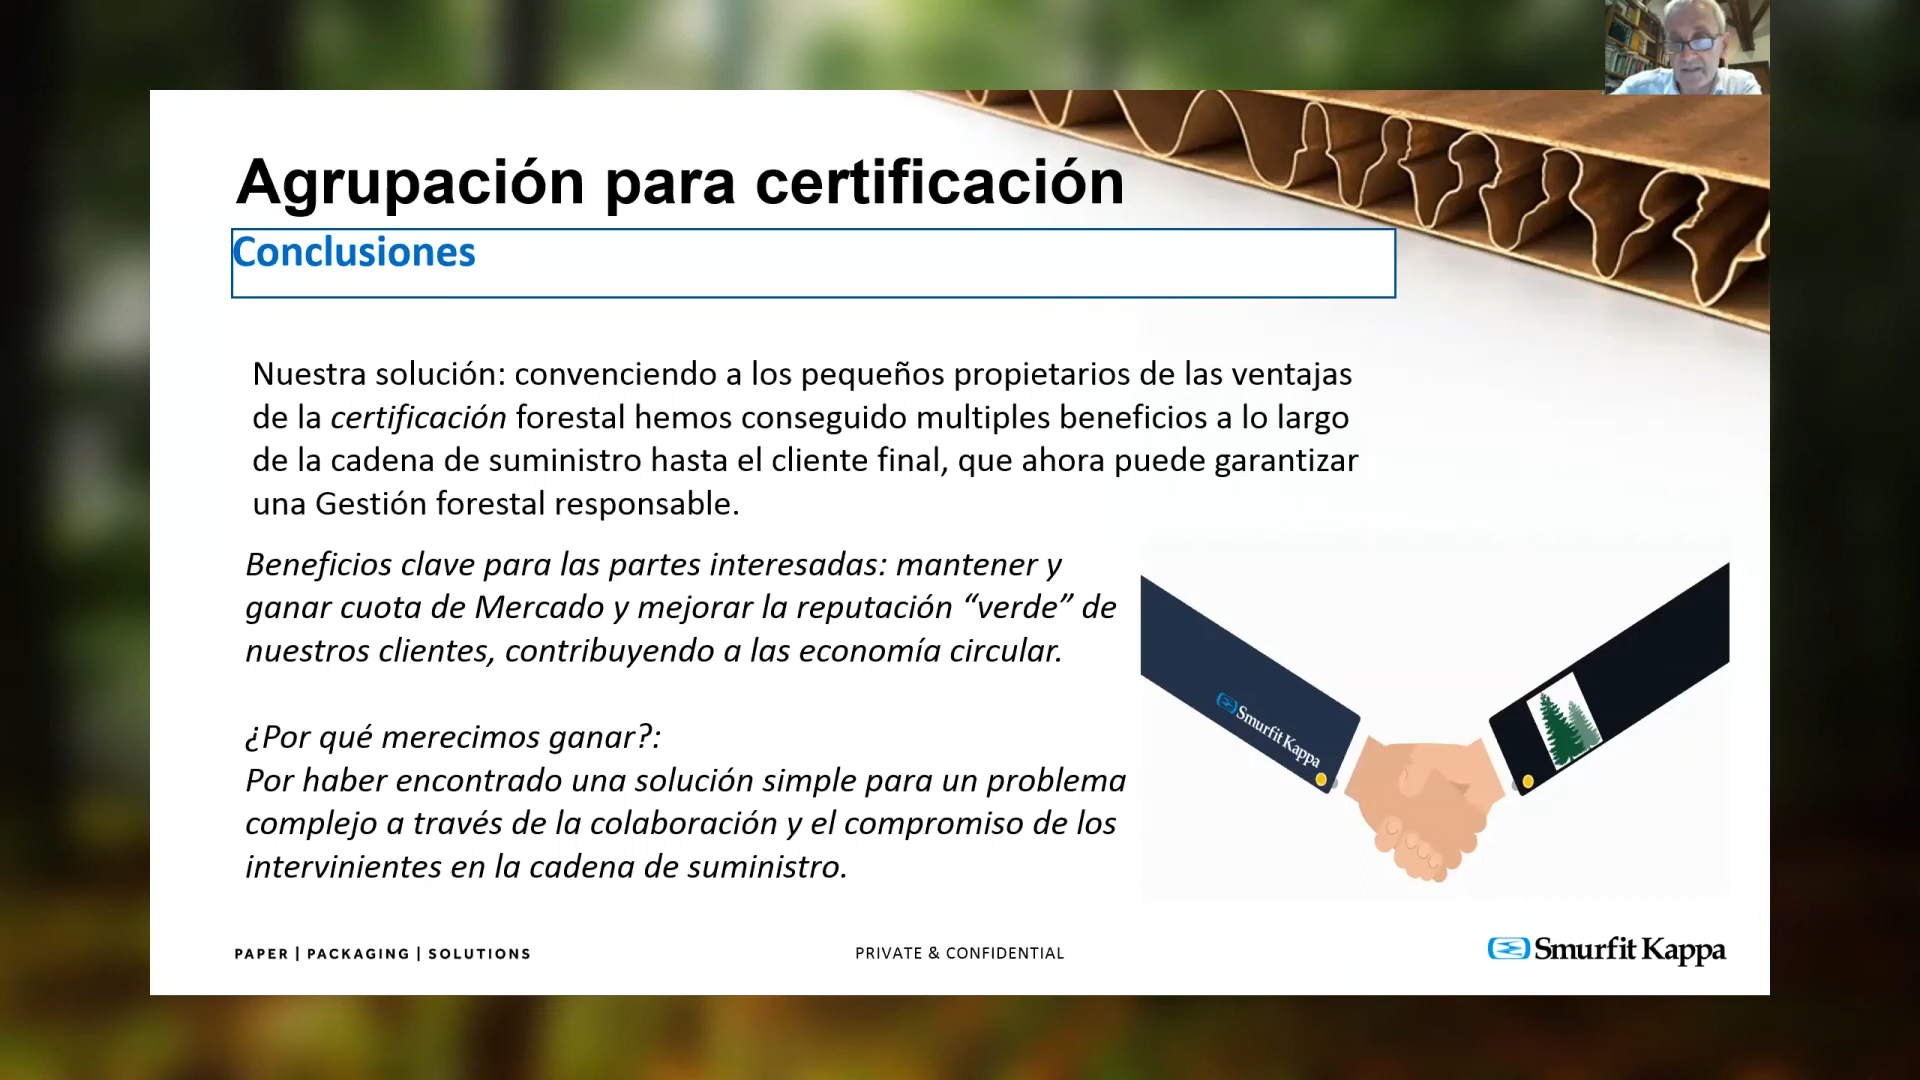 Agrupación para certificación
Conclusiones
Nuestra solución: convenciendo a los pequeños propietarios de las ventajas
de la certificación forestal hemos conseguido multiples beneficios a lo largo
de la cadena de suministro hasta el cliente final, que ahora puede garantizar
una Gestión forestal responsable.
Beneficios clave para las partes interesadas: mantener y
ganar cuota de Mercado y mejorar la reputación “verde” de
nuestros clientes, contribuyendo a las economía circular.
¿Por qué merecimos ganar?:
Por haber encontrado una solución simple para un problema
complejo a través de la colaboración y el compromiso de los
intervinientes en la cadena de suministro.
Smurfit Kappa
PAPER | PACKAGING | SOLUTIONS
PRIVATE & CONFIDENTIAL
Smurfit Kappa